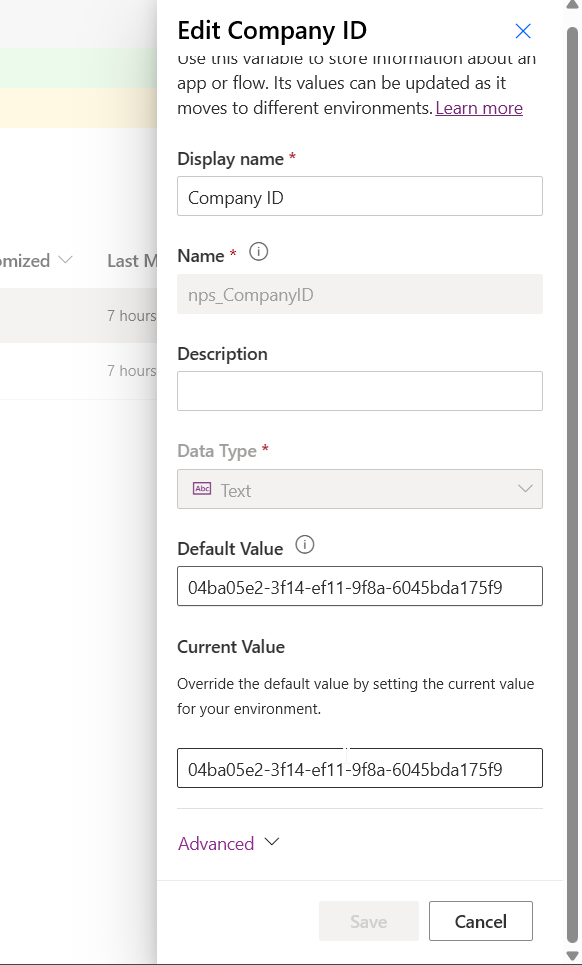 Edit Company ID
Use this variable to store information about an
app or flow. Its values can be updated as it
moves to different environments. Learn more
Display name *
Company ID
omized
Last M
Name *
nps_CompanyID
7 hours
Description
7 hours
Data Type *
Abc Text
Default Value
04ba05e2-3f14-ef11-9f8a-6045bda175f9
Current Value
Override the default value by setting the current value
for your environment.
04ba05e2-3f14-ef11-9f8a-6045bda175f9
Advanced
Save
Cancel